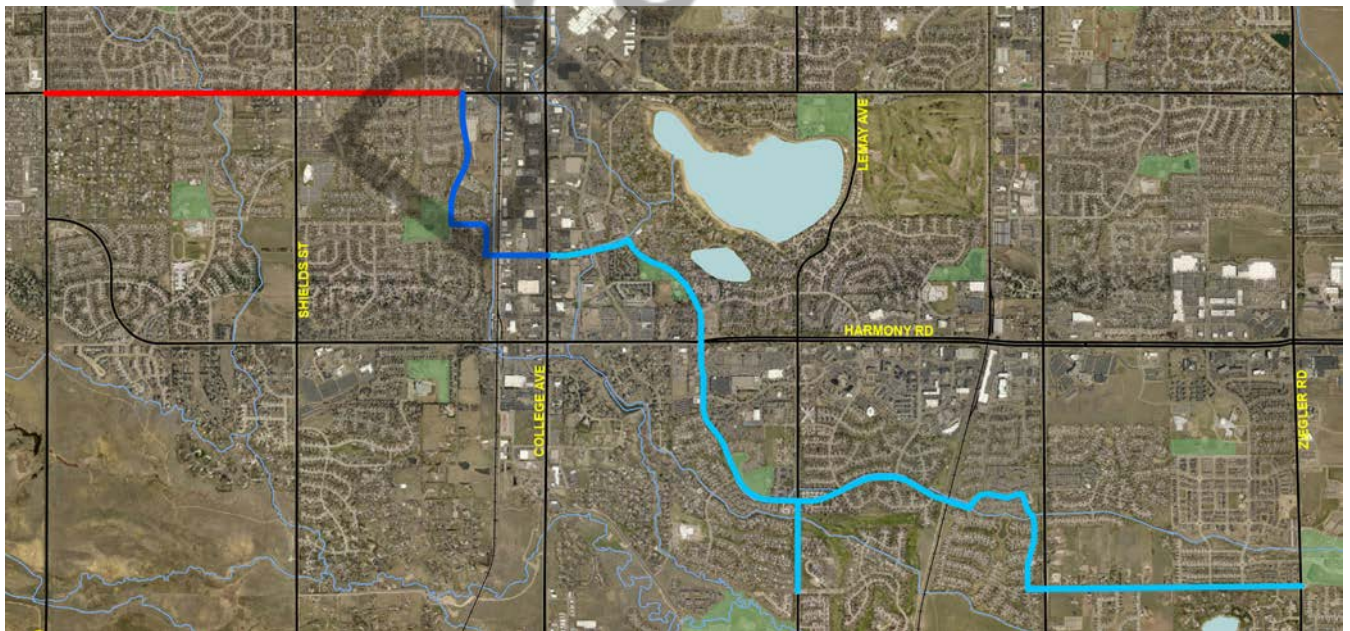 LEMAY AVE
SHIELDS ST
HARMONY RD
COLLEGE AVE
ZIEGLER RD